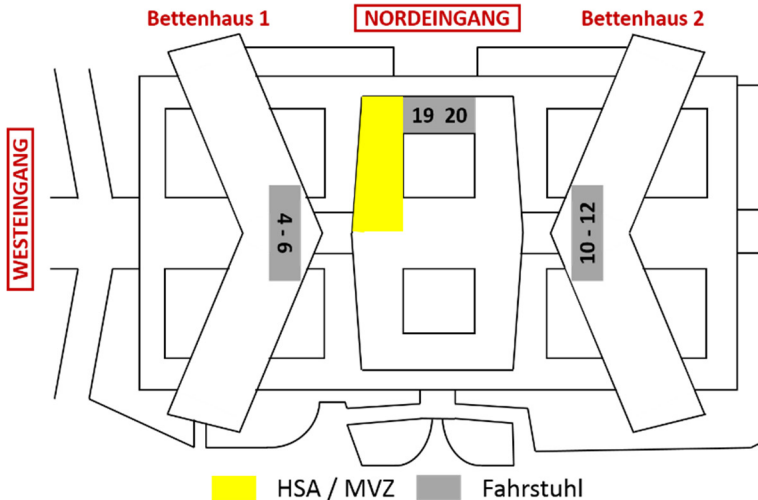 Bettenhaus 1
NORDEINGANG
Bettenhaus 2
WESTEINGANG
19 20
4 - 6
10 - 12
HSA / MVZ
Fahrstuhl